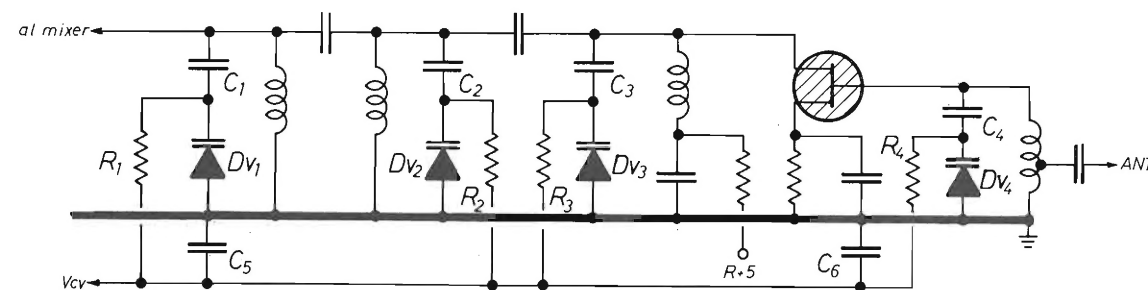 al mixer
C1
C2
C3
C4
R1
Dv1
Dv2
R2
R3
Dv3
R4
Dv4
ANT
C5
R+5
C6
Vcv